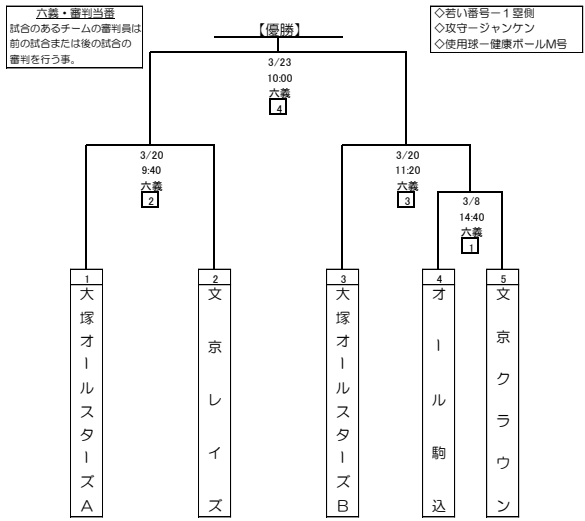 六義・審判当番
試合のあるチームの審判員は
前の試合または後の試合の
審判を行う事。
【優勝】
◇若い番号－１塁側
◇攻守－ジャンケン
◇使用球－健康ボールM号
3/23
10:00
六義
4
3/20
9:40
六義
2
3/20
11:20
六義
3
3/8
14:40
六義
1
1
大塚オールスターズA
2
文京レイズ
3
大塚オールスターズB
4
オール駒込
5
文京クラウン